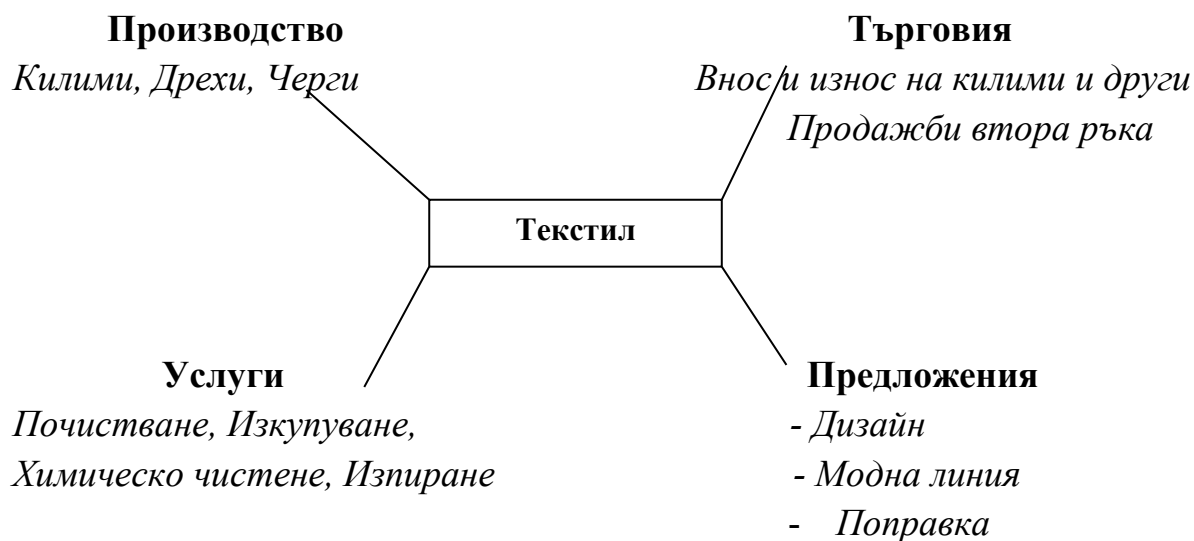 Производство
Килими, Дрехи, Черги
Търговия
Внос и износ на килими и други
Продажби втора ръка
Текстил
Услуги
Почистване, Изкупуване,
Химическо чистене, Изпиране
Предложения
- Дизайн
- Модна линия
- Поправка